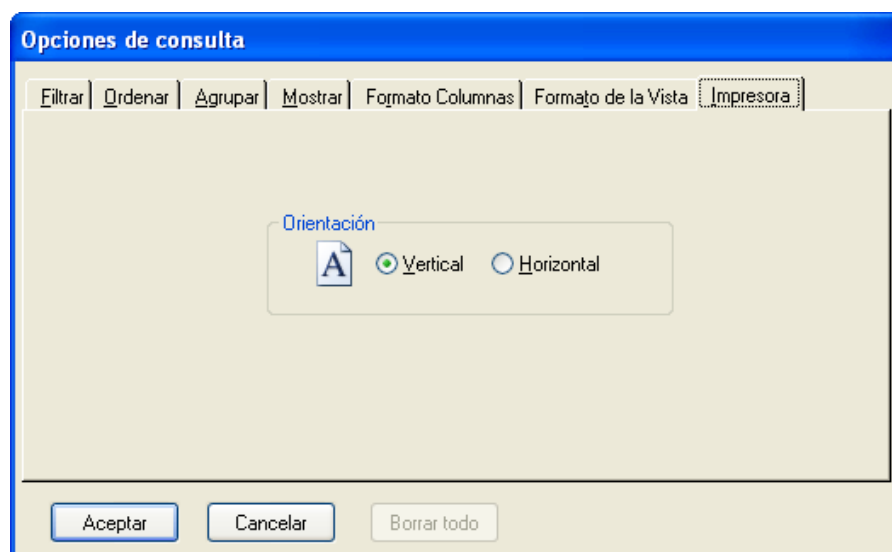 Opciones de consulta
Filtrar Ordenar Agrupar Mostrar Formato Columnas Formato de la Vista Impresora
Orientación
A Vertical Horizontal
Aceptar Cancelar Borrar todo